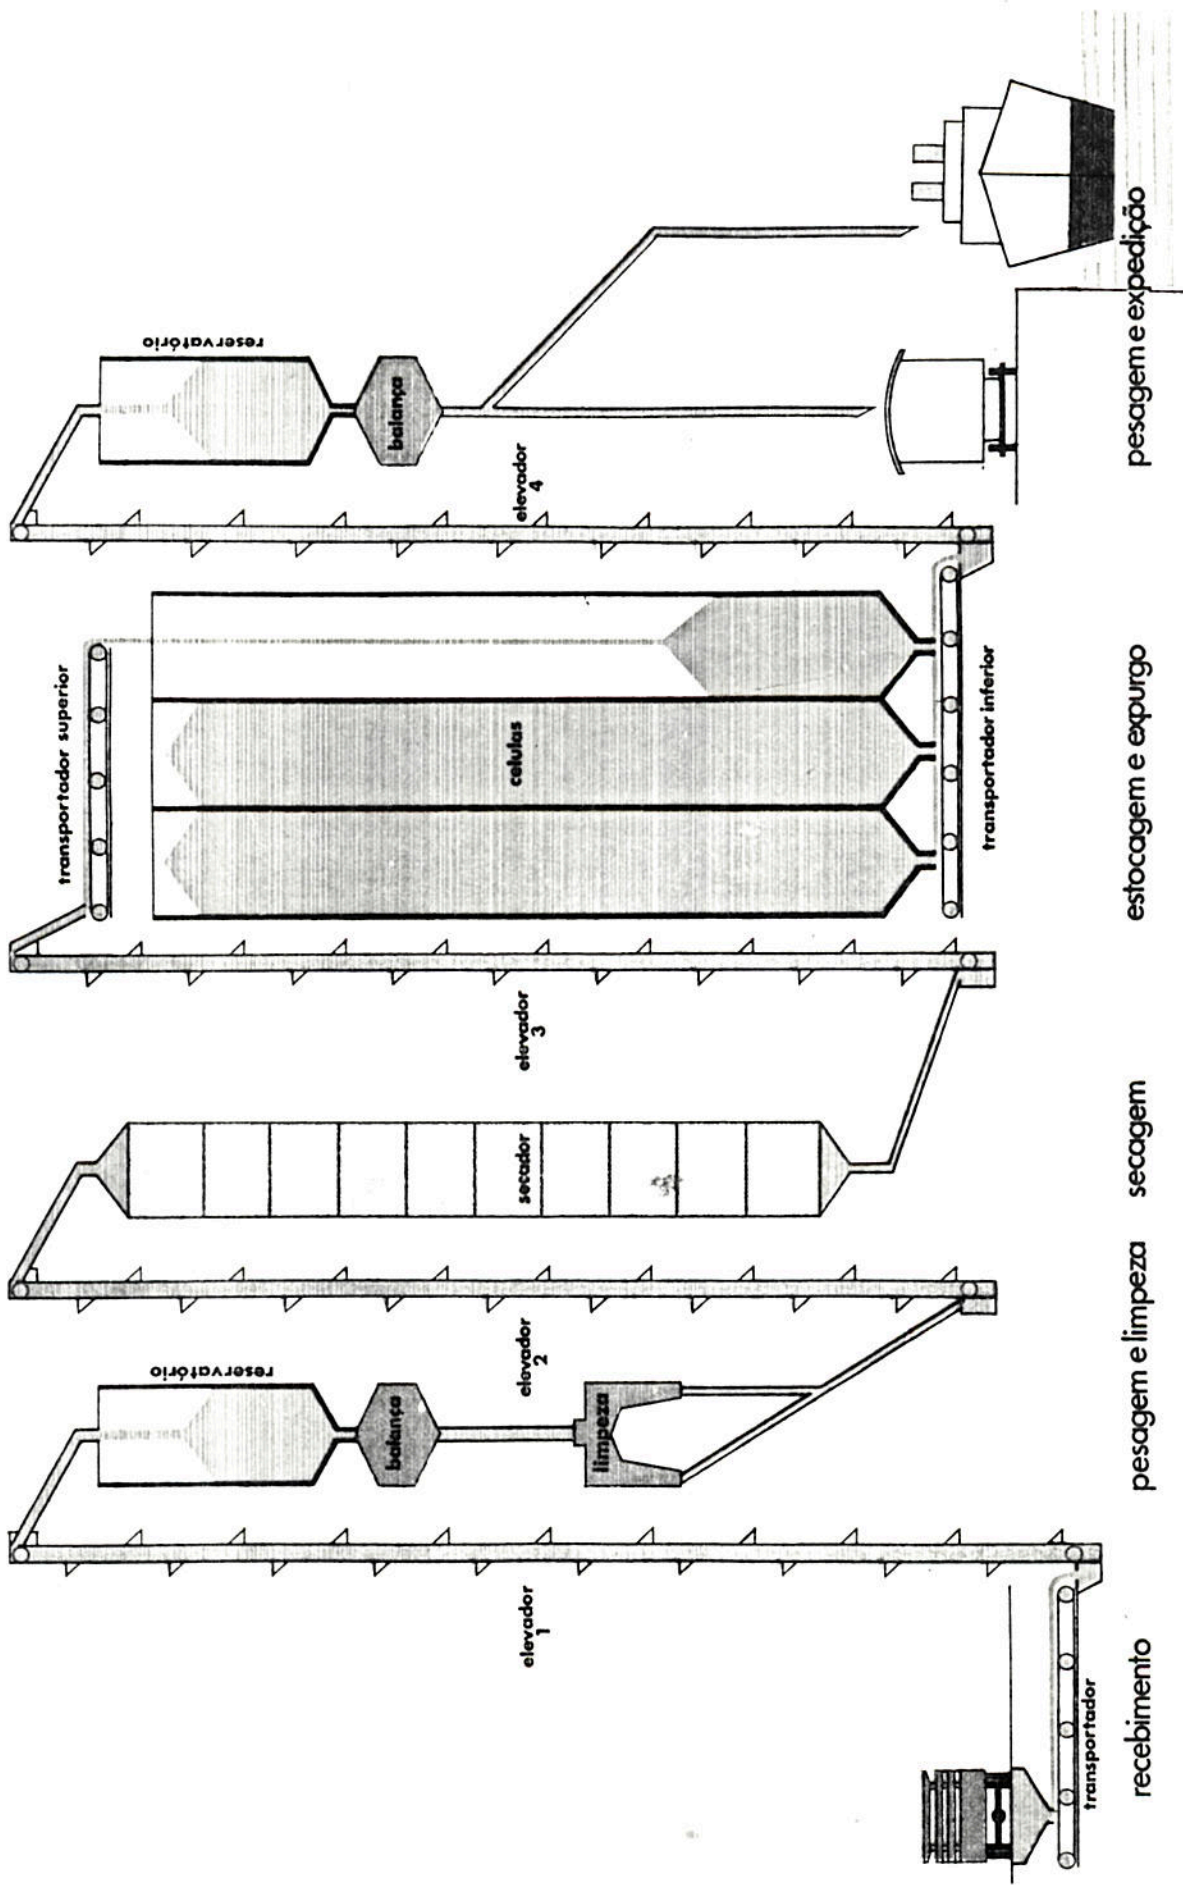 reservatório
balança
elevador
4
pesagem e expedição
transportador superior
celulas
transportador inferior
estocagem e expurgo
elevador
3
secador
secagem
reservatório
balança
limpeza
elevador
2
pesagem e limpeza
elevador
1
transportador
recebimento